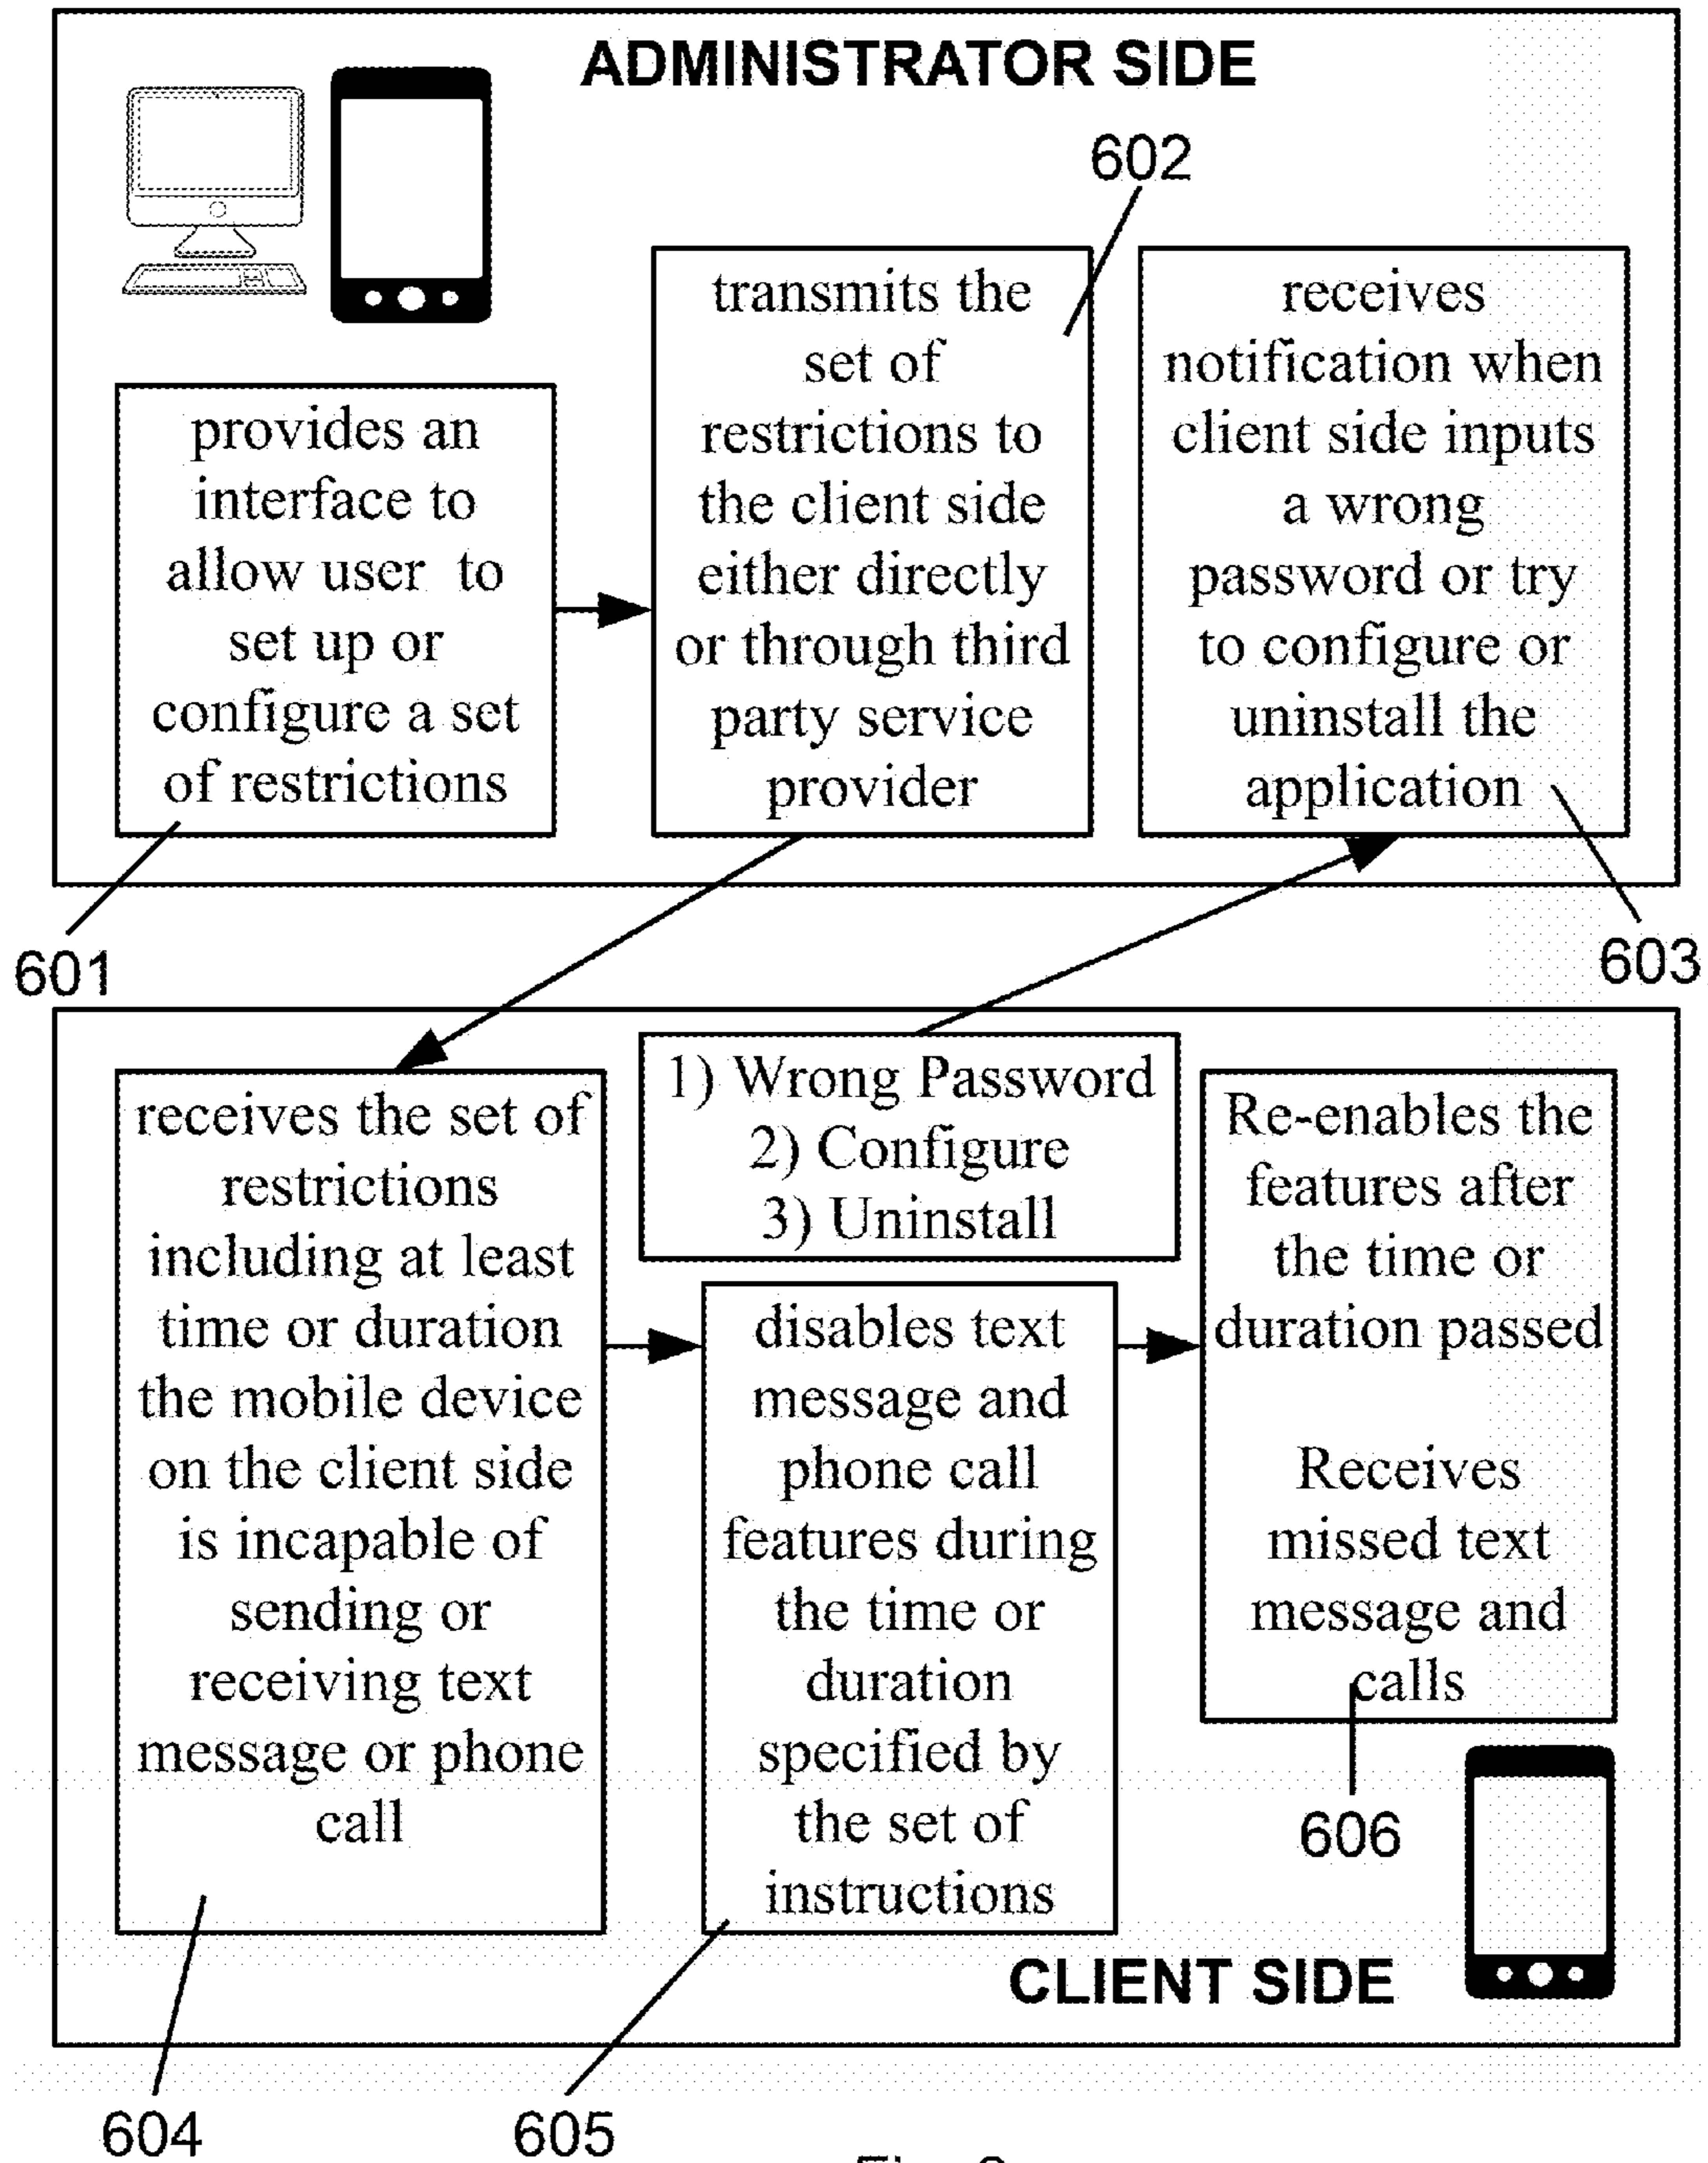 ADMINISTRATOR SIDE
602
provides an
interface to
allow user to
set up or
configure a set
of restrictions
transmits the
set of
restrictions to
the client side
either directly
or through third
party service
provider
receives
notification when
client side inputs
a wrong
password or try
to configure or
uninstall the
application
601
603
receives the set of
restrictions
including at least
time or duration
the mobile device
on the client side
is incapable of
sending or
receiving text
message or phone
call
1) Wrong Password
2) Configure
3) Uninstall
disables text
message and
phone call
features during
the time or
duration
specified by
the set of
instructions
Re-enables the
features after
the time or
duration passed
Receives
missed text
message and
calls
606
CLIENT SIDE
604
605